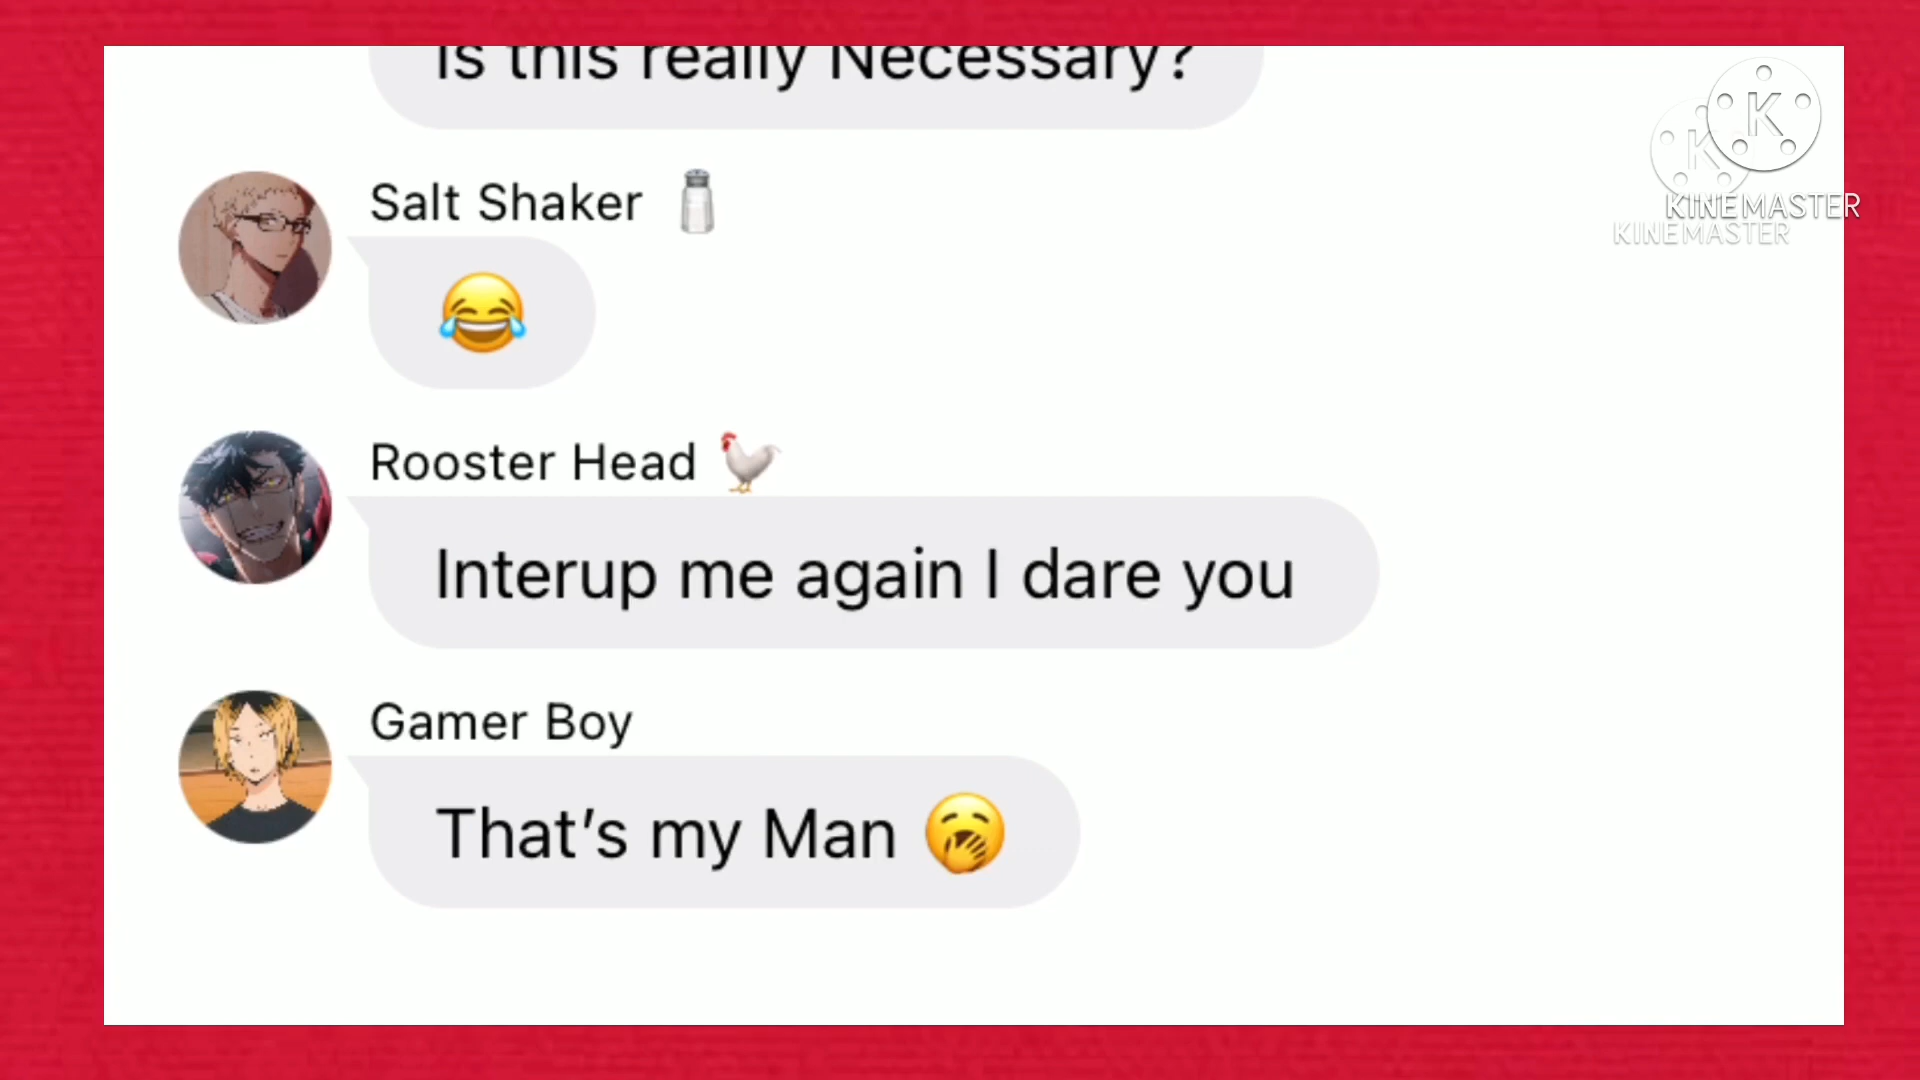 Is this really Necessary?
KINEMASTER
KINEMASTER
Salt Shaker 🧂
😂
Rooster Head 🐓
Interup me again I dare you
Gamer Boy
That's my Man 🥱